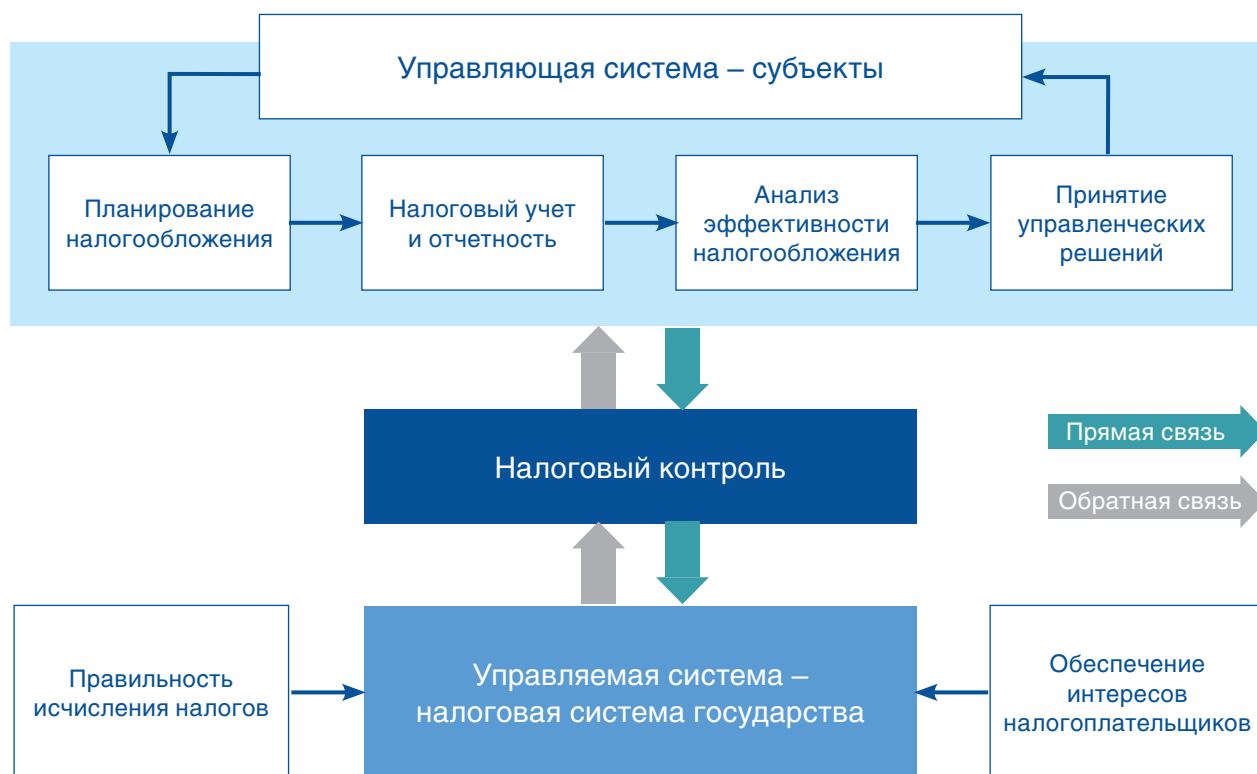 Управляющая система – субъекты
Планирование
налогообложения
Налоговый учет
и отчетность
Анализ
эффективности
налогообложения
Принятие
управленческих
решений
Налоговый контроль
Прямая связь
Обратная связь
Правильность
исчисления налогов
Управляемая система –
налоговая система государства
Обеспечение
интересов
налогоплательщиков